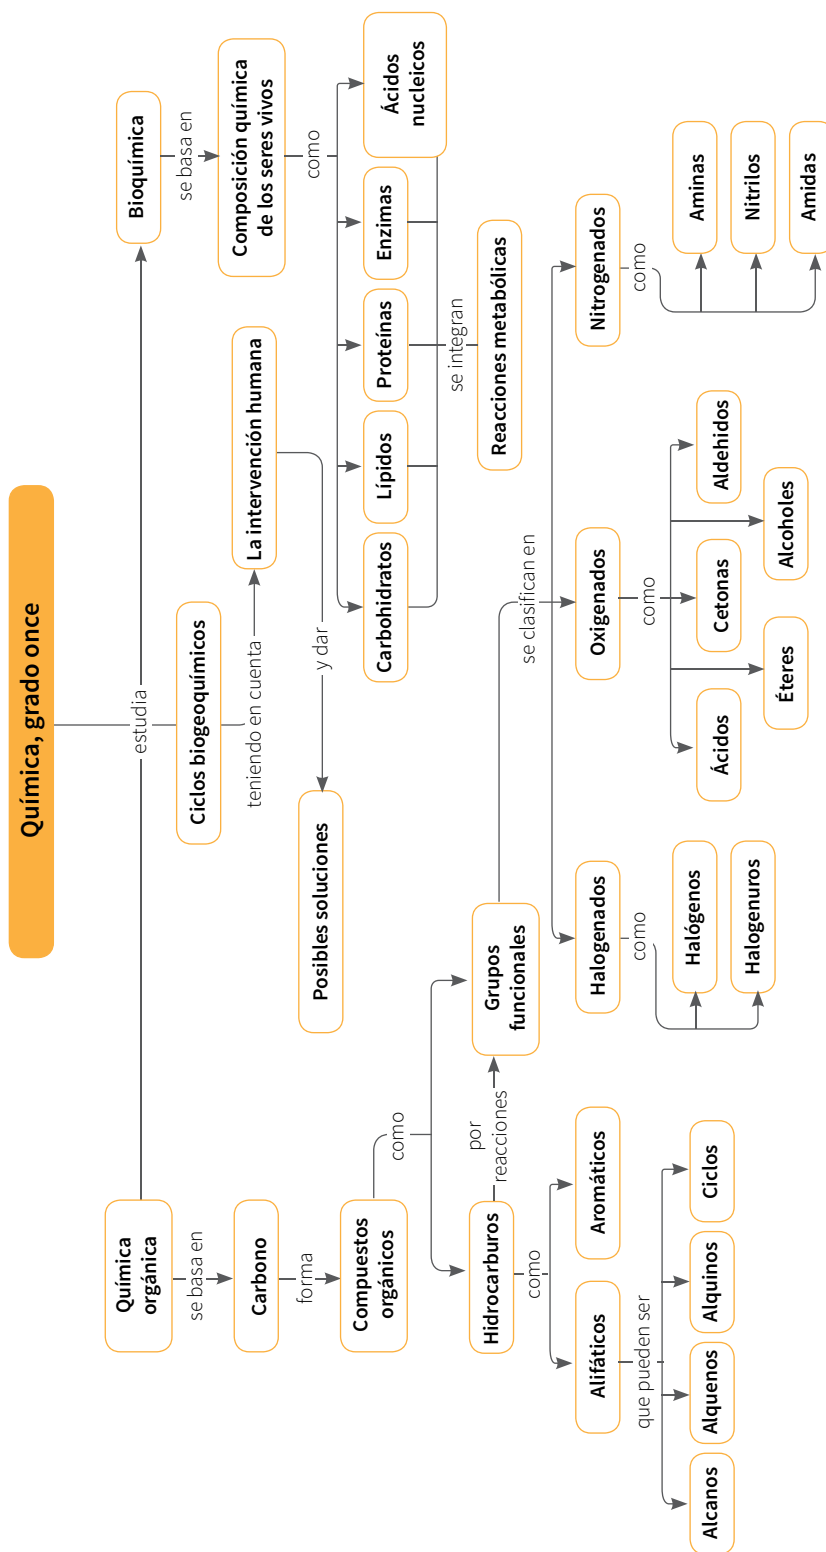 Química, grado once
estudia
Química
orgánica
se basa en
Carbono
forma
Compuestos
orgánicos
como
Hidrocarburos
por
reacciones
Grupos
funcionales
como
Alifáticos
Aromáticos
que pueden ser
Alcanos
Alquenos
Alquinos
Ciclos
se clasifican en
Halogenados
como
Halógenos
Halogenuros
Oxigenados
como
Ácidos
Éteres
Cetonas
Alcoholes
Aldehidos
Nitrogenados
como
Aminas
Nitrilos
Amidas
Ciclos biogeoquímicos
teniendo en cuenta
La intervención humana
y dar
Posibles soluciones
Bioquímica
se basa en
Composición química
de los seres vivos
como
Carbohidratos
Lípidos
Proteínas
Enzimas
Ácidos
nucleicos
se integran
Reacciones metabólicas